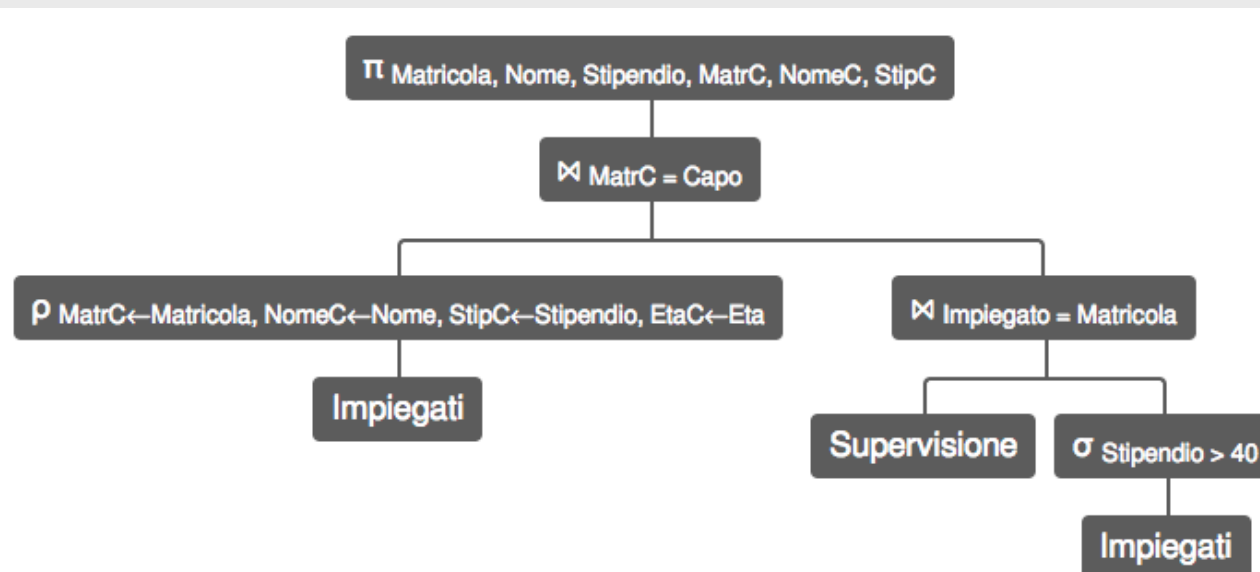 π Matricola, Nome, Stipendio, MatrC, NomeC, StipC
⋈ MatrC = Capo
ρ MatrC←Matricola, NomeC←Nome, StipC←Stipendio, EtaC←Eta
⋈ Impiegato = Matricola
Impiegati
Supervisione
σ Stipendio > 40
Impiegati